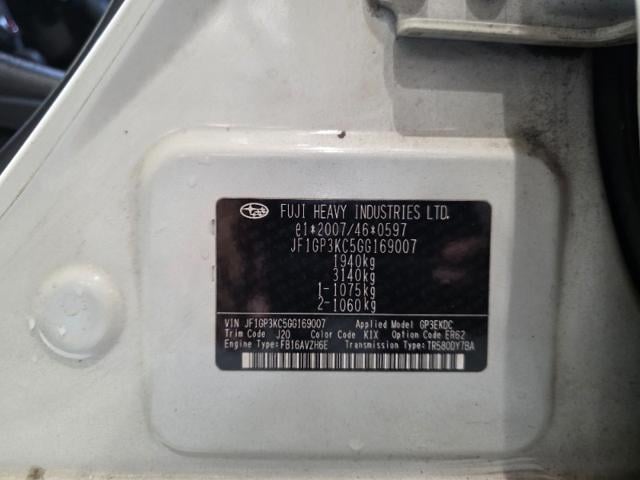 FUJI HEAVY INDUSTRIES LTD.
e1*2007/46*0597
JF1GP3KC5GG169007
1940kg
3140kg
1-1075kg
2-1060kg
VIN JF1GP3KC5GG169007 Applied Model GP3EKDC
Trim Code J20 Color Code K1X Option Code ER62
Engine Type:FB16AVZH6E Transmission Type:TR580DY7BA